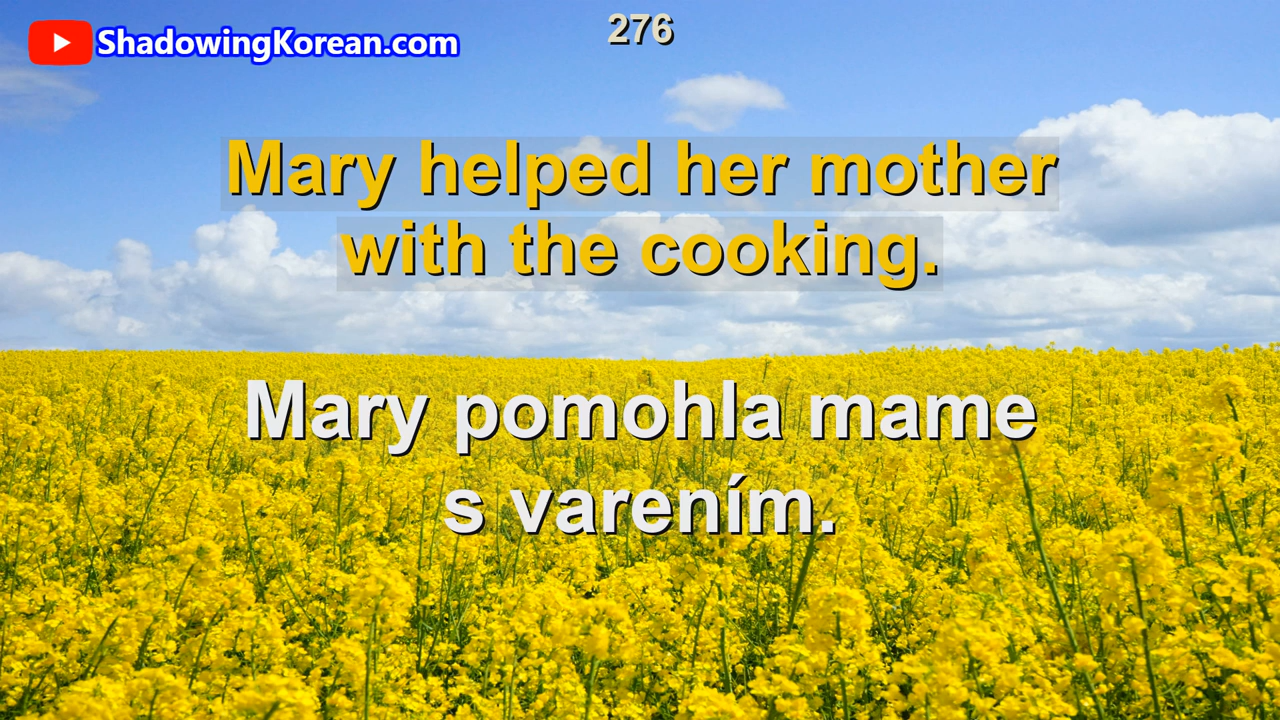 ShadowingKorean.com
276
Mary helped her mother
with the cooking.
Mary pomohla mame
s varením.